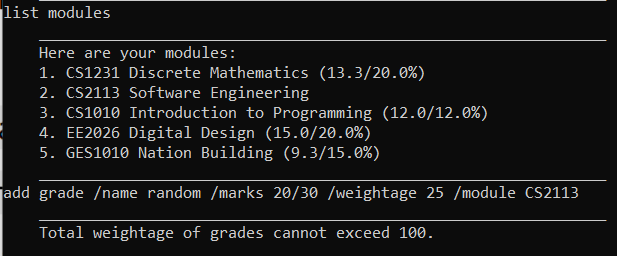 list modules
Here are your modules:
1. CS1231 Discrete Mathematics (13.3/20.0%)
2. CS2113 Software Engineering
3. CS1010 Introduction to Programming (12.0/12.0%)
4. EE2026 Digital Design (15.0/20.0%)
5. GES1010 Nation Building (9.3/15.0%)
add grade /name random /marks 20/30 /weightage 25 /module CS2113
Total weightage of grades cannot exceed 100.